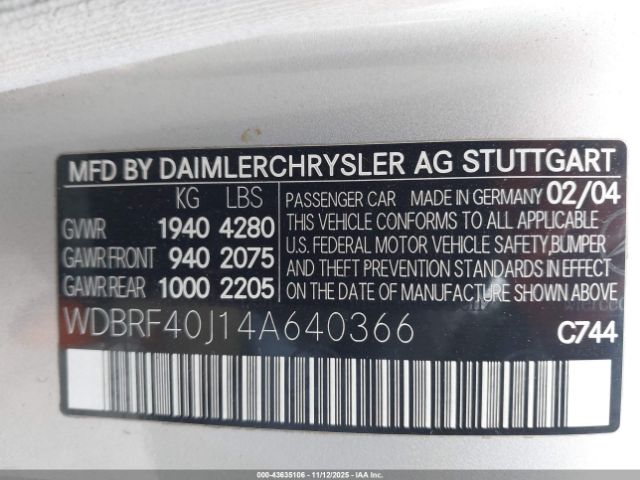 MFD BY DAIMLERCHRYSLER AG STUTTGART
KG LBS
GVWR 1940 4280
GAWR FRONT 940 2075
GAWR REAR 1000 2205
PASSENGER CAR MADE IN GERMANY 02/04
THIS VEHICLE CONFORMS TO ALL APPLICABLE
U.S. FEDERAL MOTOR VEHICLE SAFETY, BUMPER
AND THEFT PREVENTION STANDARDS IN EFFECT
ON THE DATE OF MANUFACTURE SHOWN ABOVE
WDBRF40J14A640366
C744
000-43635106 - 11/12/2025 - IAAI.com